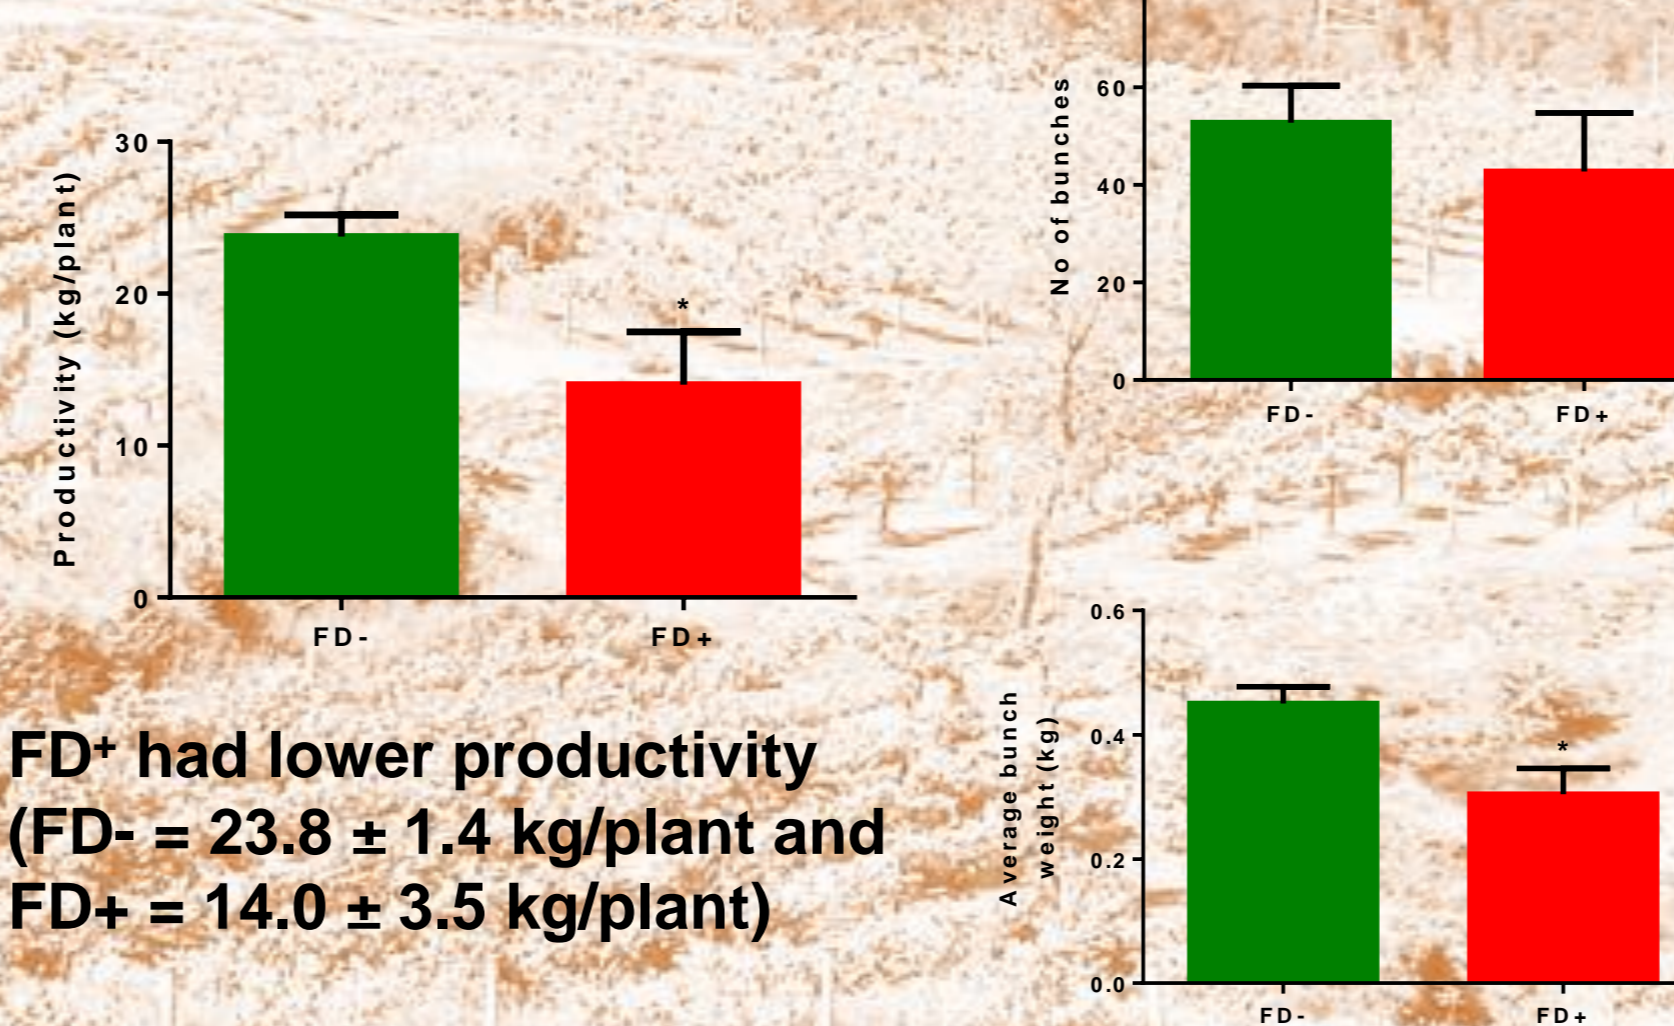 30
20
10
0
Productivity (kg/plant)
*
FD-
FD+
60
40
20
0
No of bunches
FD-
FD+
0.6
0.4
0.2
0.0
Average bunch
weight (kg)
*
FD-
FD+
FD⁺ had lower productivity
(FD- = 23.8 ± 1.4 kg/plant and
FD+ = 14.0 ± 3.5 kg/plant)